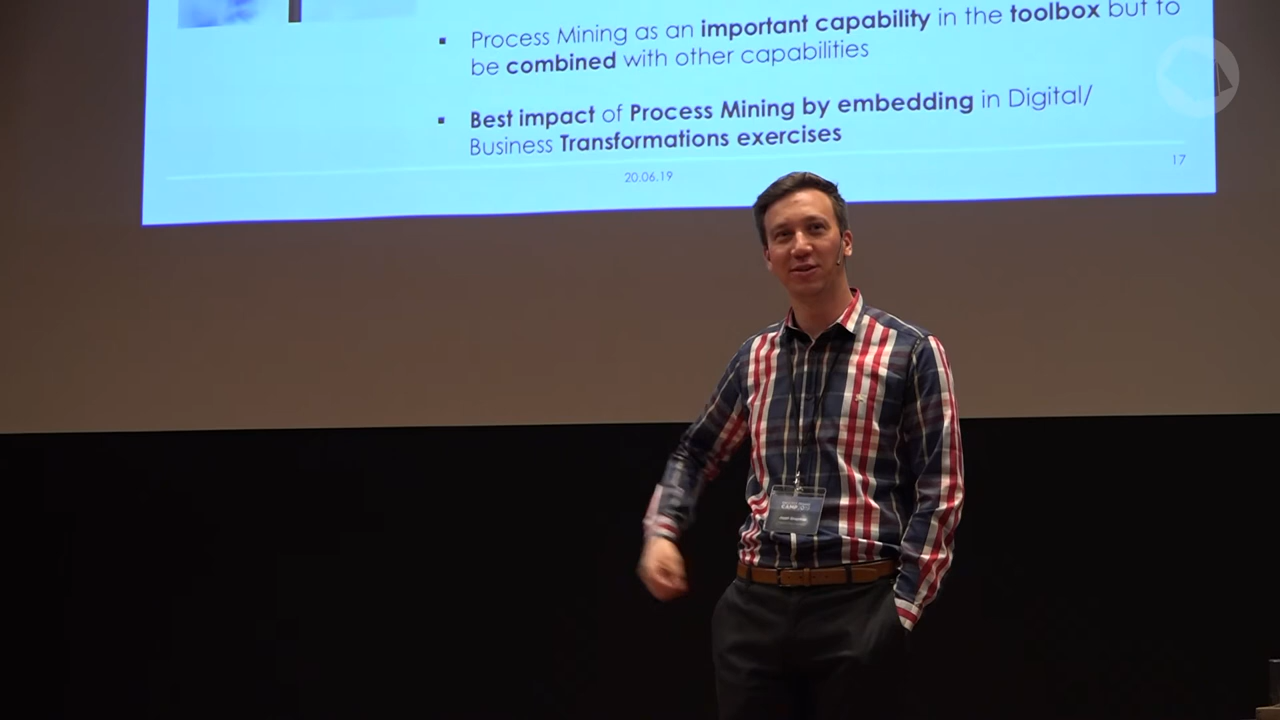 ▪ Process Mining as an important capability in the toolbox but to
be combined with other capabilities
▪ Best impact of Process Mining by embedding in Digital/
Business Transformations exercises
20.06.19
17
CAMP